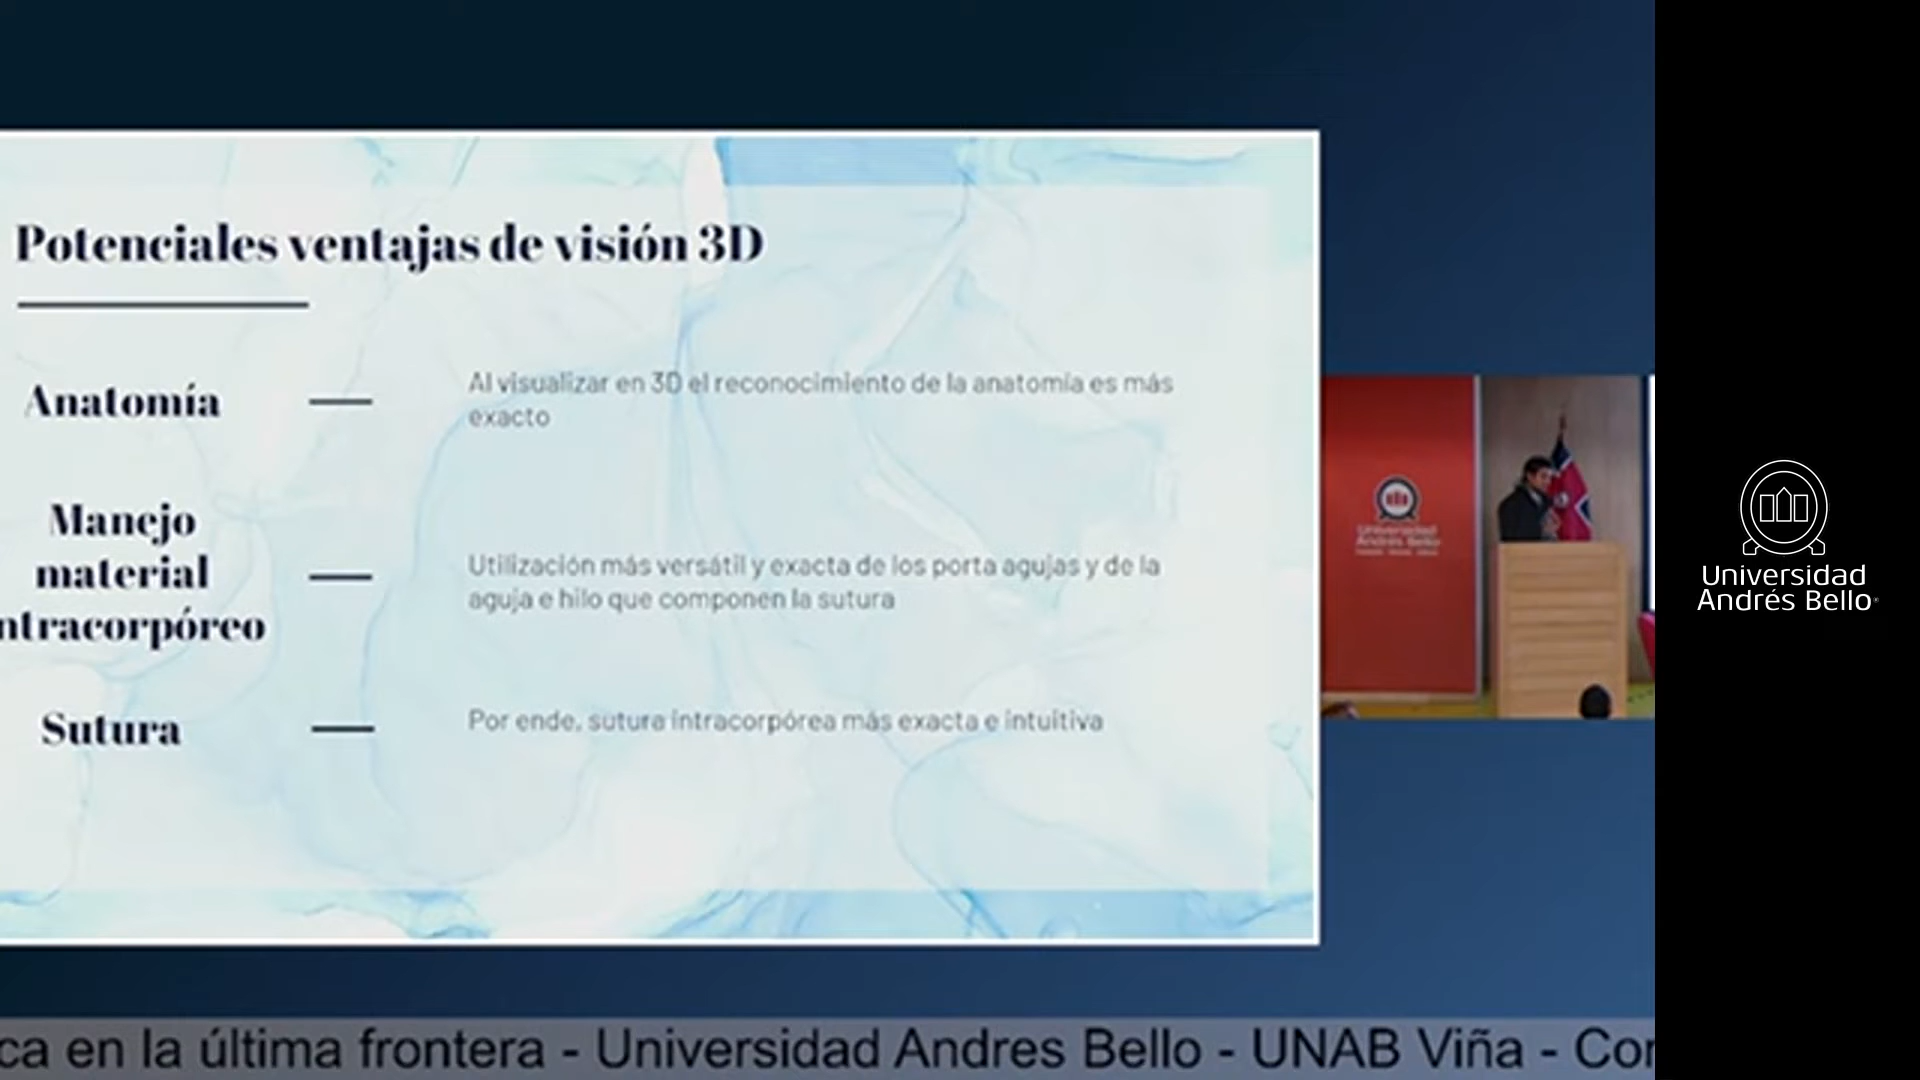 Potenciales ventajas de visión 3D
Anatomía
Al visualizar en 3D el reconocimiento de la anatomía es más
exacto
Manejo
material
ntracorpóreo
Utilización más versátil y exacta de los porta agujas y de la
aguja e hilo que componen la sutura
Sutura
Por ende, sutura intracorpórea más exacta e intuitiva
Universidad
Andrés Bello
Universidad
Andrés Bello
ca en la última frontera - Universidad Andres Bello - UNAB Viña - Cor